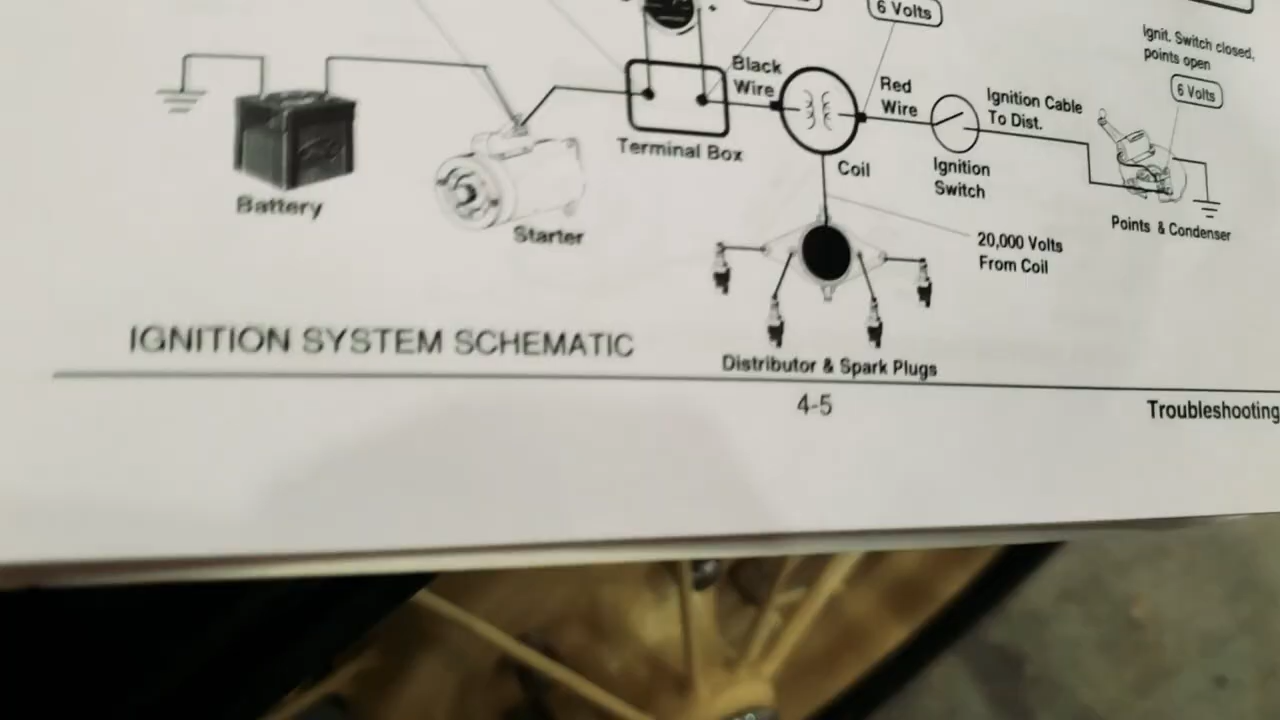 6 Volts
Ignit. Switch closed,
points open
6 Volts
Black
Wire
Red
Wire
Ignition Cable
To Dist.
Terminal Box
Coil
Ignition
Switch
Battery
Starter
Points & Condenser
20,000 Volts
From Coil
IGNITION SYSTEM SCHEMATIC
Distributor & Spark Plugs
4-5
Troubleshooting